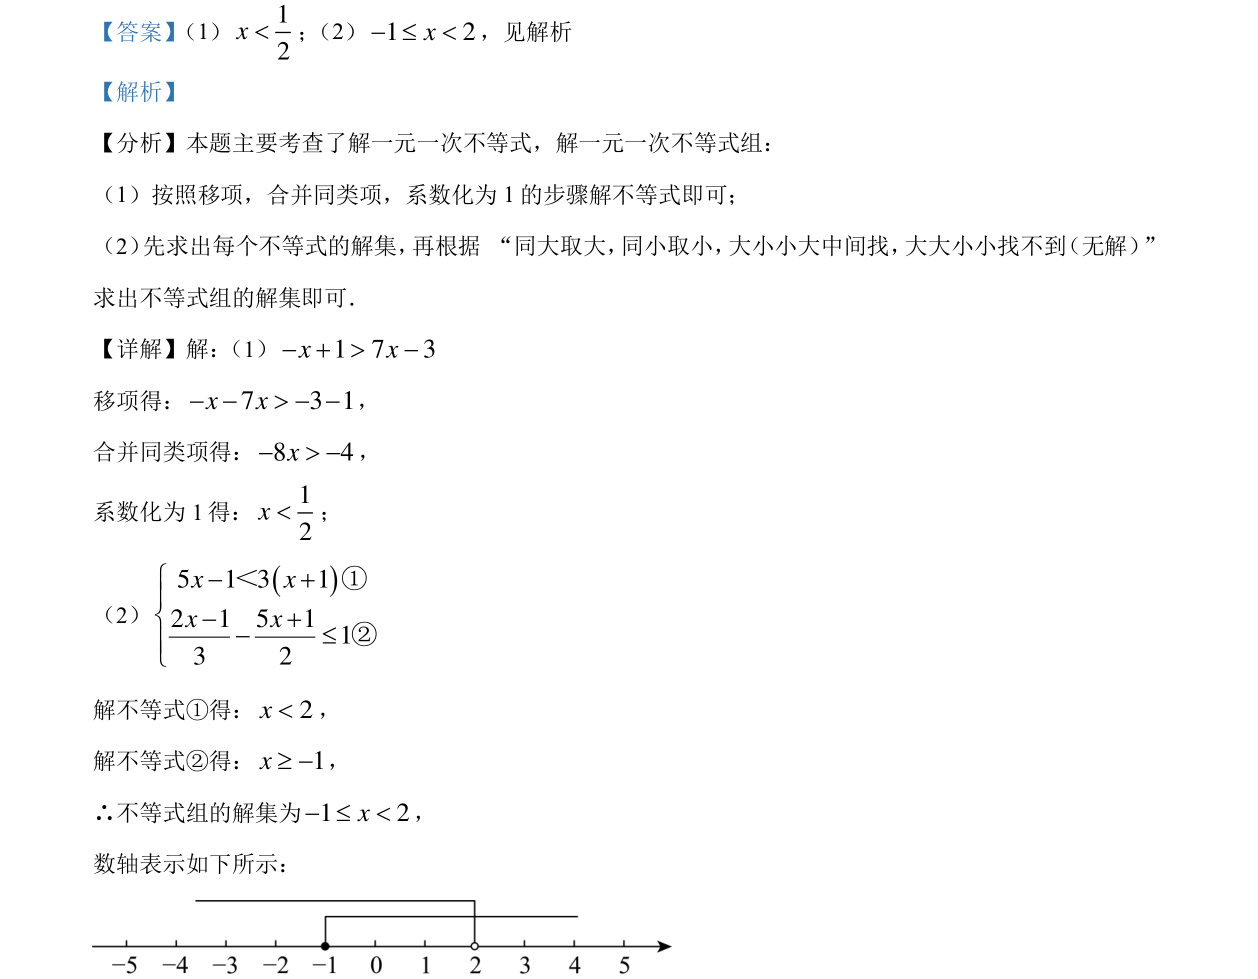 【答案】（1）x < 1/2；（2）−1 ≤ x < 2，见解析
【解析】
【分析】本题主要考查了解一元一次不等式，解一元一次不等式组：
（1）按照移项，合并同类项，系数化为 1 的步骤解不等式即可；
（2）先求出每个不等式的解集，再根据 “同大取大，同小取小，大小小大中间找，大大小小找不到（无解）”
求出不等式组的解集即可．
【详解】解：（1）−x + 1 > 7x − 3
移项得：−x − 7x > −3 − 1，
合并同类项得：−8x > −4，
系数化为 1 得：x < 1/2；
（2）{ 5x − 1 < 3(x + 1)①
(2x − 1)/3 − (5x + 1)/2 ≤ 1②
解不等式①得：x < 2，
解不等式②得：x ≥ −1，
∴不等式组的解集为−1 ≤ x < 2，
数轴表示如下所示：
−5 −4 −3 −2 −1 0 1 2 3 4 5